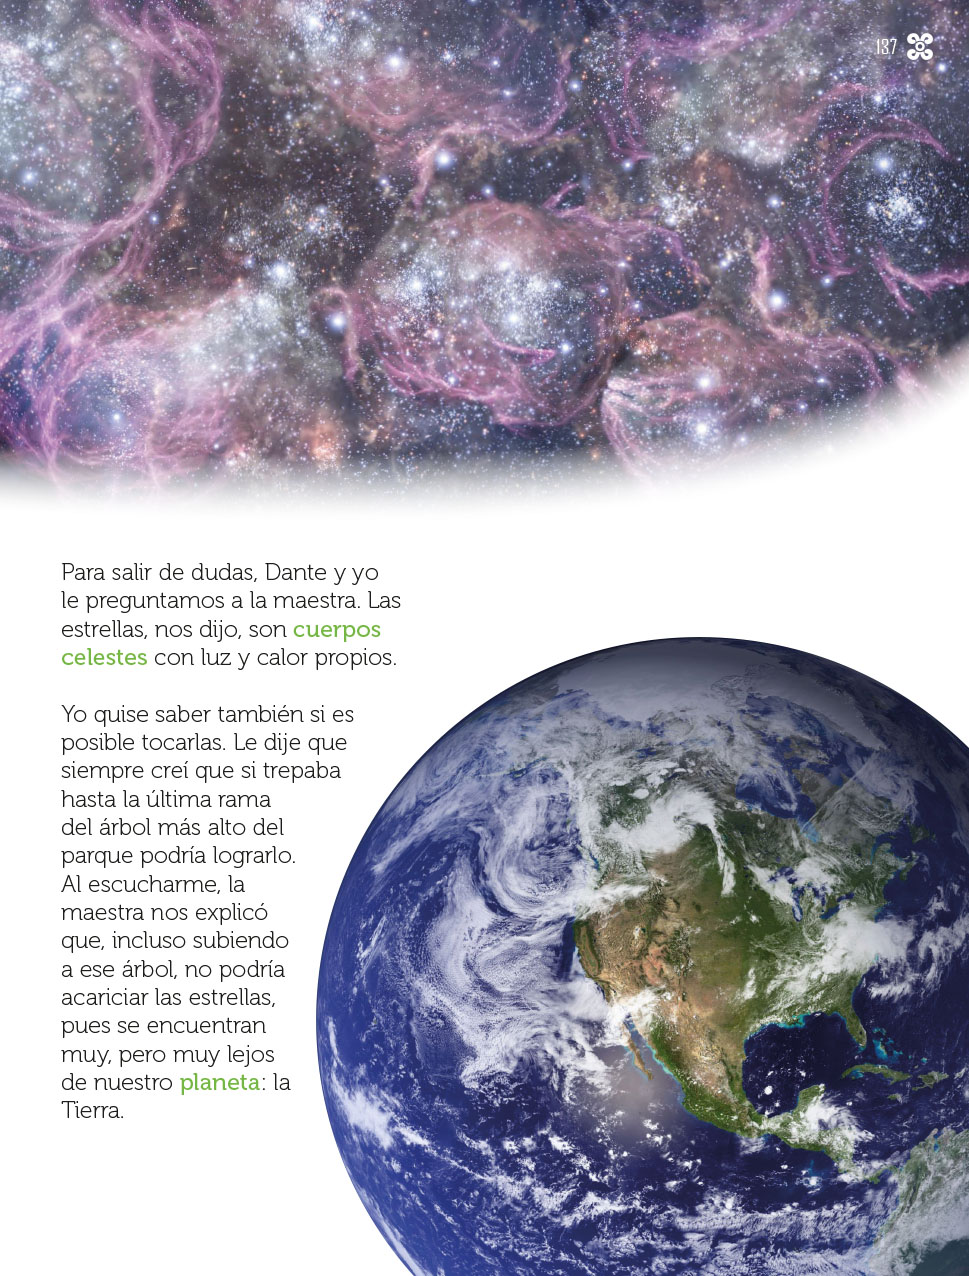 137
Para salir de dudas, Dante y yo
le preguntamos a la maestra. Las
estrellas, nos dijo, son cuerpos
celestes con luz y calor propios.
Yo quise saber también si es
posible tocarlas. Le dije que
siempre creí que si trepaba
hasta la última rama
del árbol más alto del
parque podría lograrlo.
Al escucharme, la
maestra nos explicó
que, incluso subiendo
a ese árbol, no podría
acariciar las estrellas,
pues se encuentran
muy, pero muy lejos
de nuestro planeta: la
Tierra.